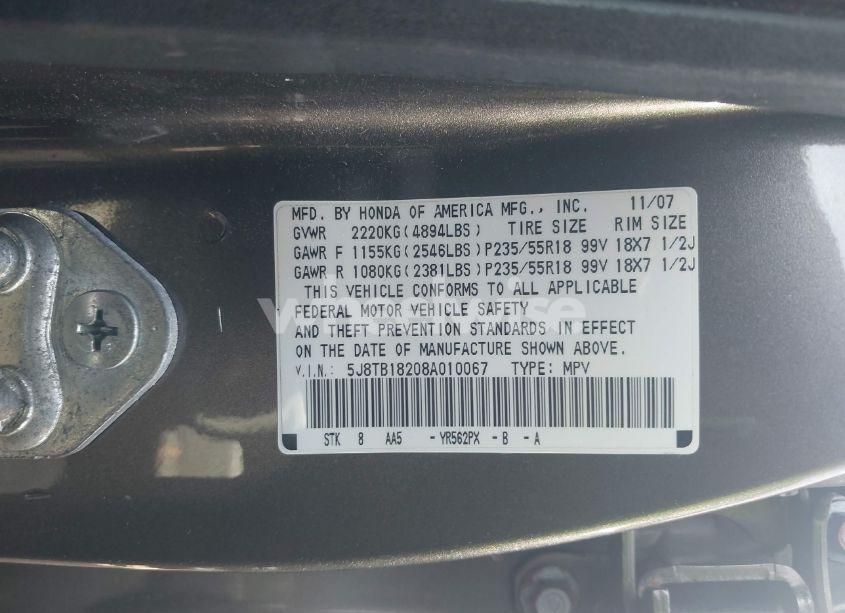 MFD. BY HONDA OF AMERICA MFG., INC. 11/07
GVWR 2220KG(4894LBS) TIRE SIZE RIM SIZE
GAWR F 1155KG(2546LBS)P235/55R18 99V 18X7 1/2J
GAWR R 1080KG(2381LBS)P235/55R18 99V 18X7 1/2J
THIS VEHICLE CONFORMS TO ALL APPLICABLE
FEDERAL MOTOR VEHICLE SAFETY
AND THEFT PREVENTION STANDARDS IN EFFECT
ON THE DATE OF MANUFACTURE SHOWN ABOVE.
V.I.N.: 5J8TB18208A010067 TYPE: MPV
STK 8 AA5 -YR562PX -B -A